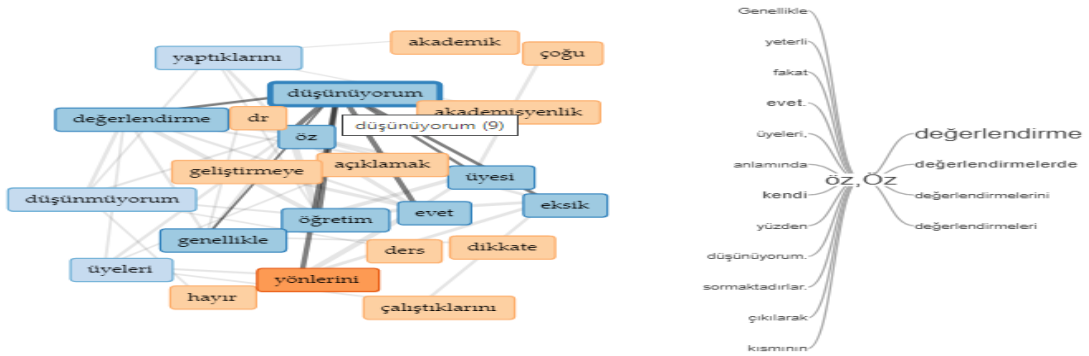 akademik
çoğu
yaptıklarını
düşünüyorum
akademisyenlik
değerlendirme
dr
düşünüyorum (9)
öz
açıklamak
geliştirmeye
üyesi
düşünmüyorum
eksik
öğretim
evet
genellikle
ders
dikkate
üyeleri
yönlerini
hayır
çalıştıklarını
Genellikle
yeterli
fakat
evet.
üyeleri,
anlamında
kendi
yüzden
düşünüyorum.
sormaktadırlar.
çıkılarak
kısmının
öz,Öz
değerlendirme
değerlendirmelerde
değerlendirmelerini
değerlendirmeleri